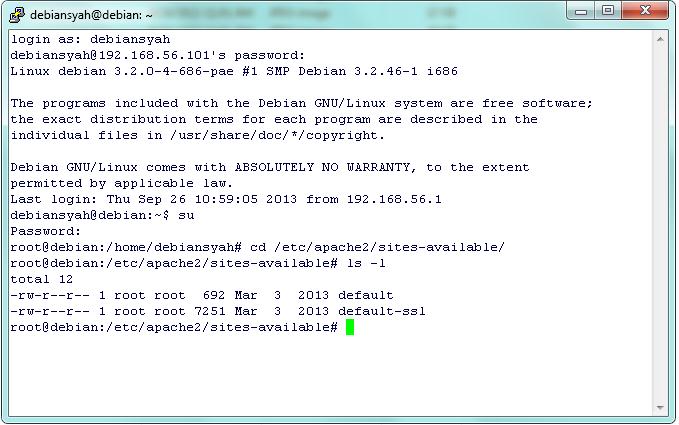 debiansyah@debian: ~
login as: debiansyah
debiansyah@192.168.56.101's password:
Linux debian 3.2.0-4-686-pae #1 SMP Debian 3.2.46-1 i686
The programs included with the Debian GNU/Linux system are free software;
the exact distribution terms for each program are described in the
individual files in /usr/share/doc/*/copyright.
Debian GNU/Linux comes with ABSOLUTELY NO WARRANTY, to the extent
permitted by applicable law.
Last login: Thu Sep 26 10:59:05 2013 from 192.168.56.1
debiansyah@debian:~$ su
Password:
root@debian:/home/debiansyah# cd /etc/apache2/sites-available/
root@debian:/etc/apache2/sites-available# ls -l
total 12
-rw-r--r-- 1 root root  692 Mar  3  2013 default
-rw-r--r-- 1 root root 7251 Mar  3  2013 default-ssl
root@debian:/etc/apache2/sites-available#